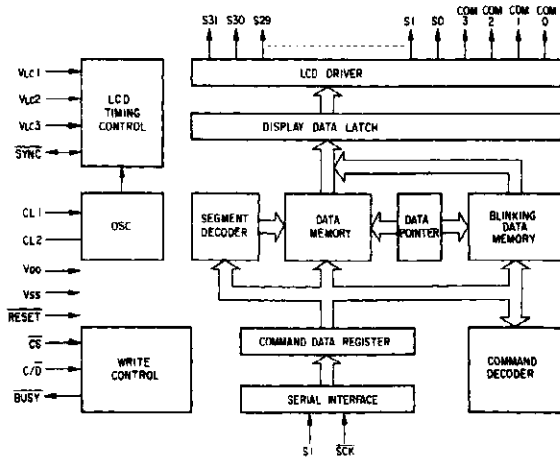 S31 S30 S29 S1 S0 COM 3 COM 2 COM 1 COM 0
LCD DRIVER
DISPLAY DATA LATCH
VLC1
VLC2
VLC3
SYNC
LCD
TIMING
CONTROL
CL1
CL2
OSC
SEGMENT
DECODER
DATA
MEMORY
DATA
POINTER
BLINKING
DATA
MEMORY
VDD
VSS
RESET
CS
C/D
BUSY
WRITE
CONTROL
COMMAND DATA REGISTER
SERIAL INTERFACE
COMMAND
DECODER
SI SCK